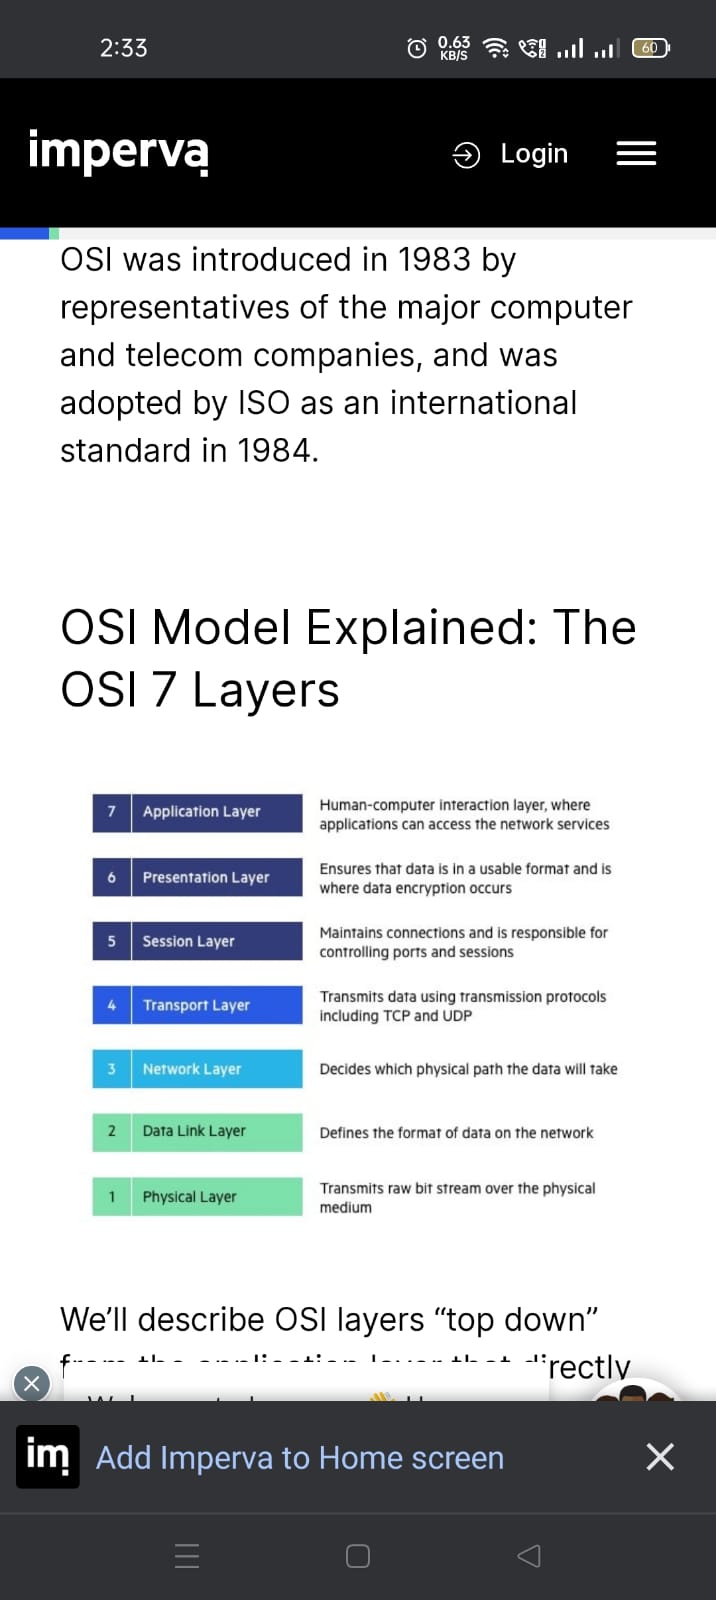 2:33
0.63
KB/S
60
imperva
Login
OSI was introduced in 1983 by
representatives of the major computer
and telecom companies, and was
adopted by ISO as an international
standard in 1984.
OSI Model Explained: The
OSI 7 Layers
7 Application Layer Human-computer interaction layer, where
applications can access the network services
6 Presentation Layer Ensures that data is in a usable format and is
where data encryption occurs
5 Session Layer Maintains connections and is responsible for
controlling ports and sessions
4 Transport Layer Transmits data using transmission protocols
including TCP and UDP
3 Network Layer Decides which physical path the data will take
2 Data Link Layer Defines the format of data on the network
1 Physical Layer Transmits raw bit stream over the physical
medium
We’ll describe OSI layers “top down”
from the application layer that directly
im
Add Imperva to Home screen